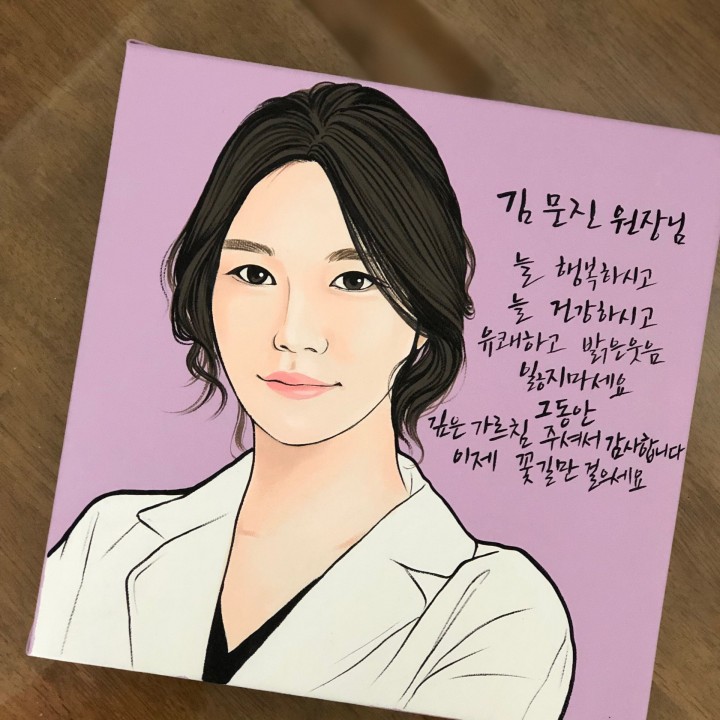 김문진 원장님
늘 행복하시고
늘 건강하시고
유쾌하고 밝은웃음
잃지마세요
그동안
깊은 가르침 주셔서 감사합니다
이제 꽃길만 걸으세요